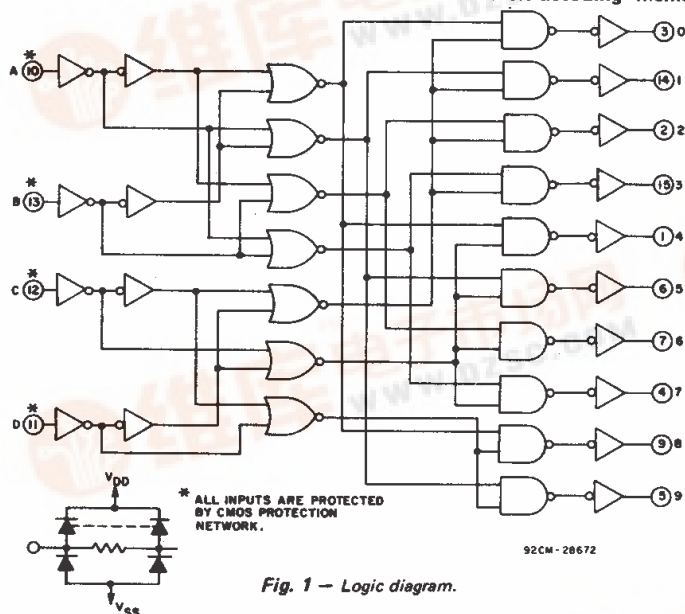 A * 10
B * 13
C * 12
D * 11
3 0
14 1
2 2
15 3
1 4
6 5
7 6
4 7
9 8
5 9
VDD
VSS
* ALL INPUTS ARE PROTECTED
BY CMOS PROTECTION
NETWORK.
92CM-28672
Fig. 1 — Logic diagram.